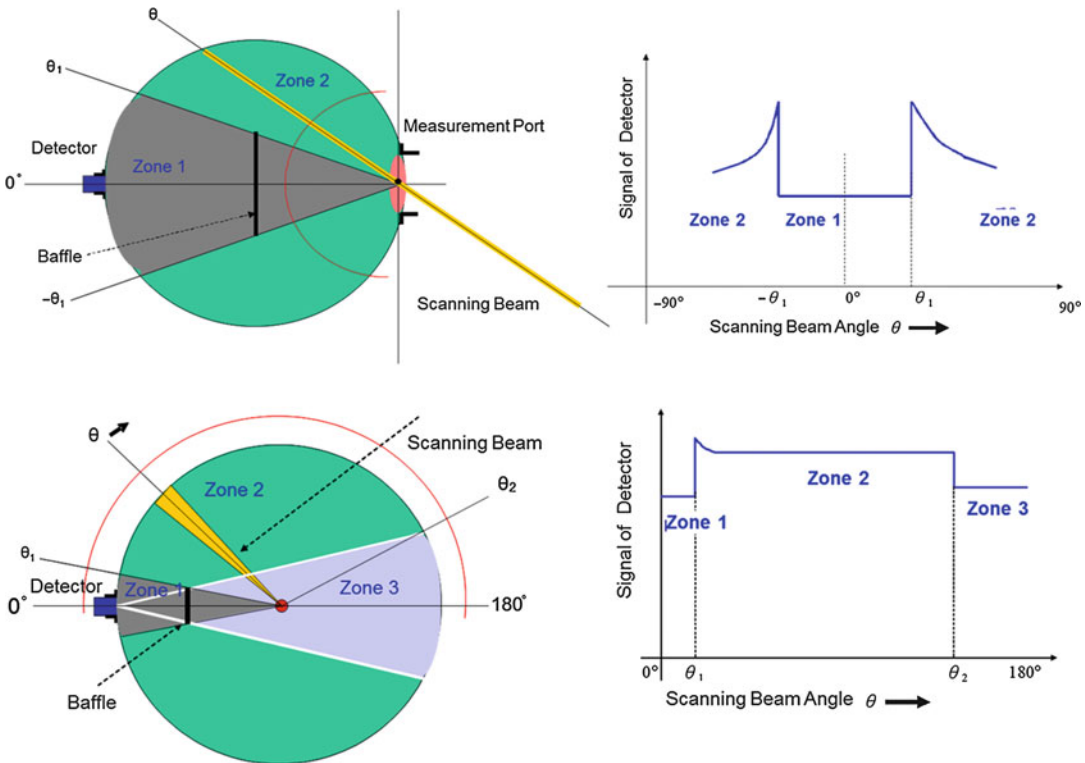 θ
θ1
Zone 2
Measurement Port
Detector
Zone 1
0°
Baffle
−θ1
Scanning Beam
Signal of Detector
Zone 2
Zone 1
Zone 2
−90°
−θ1
0°
θ1
90°
Scanning Beam Angle θ
θ
Scanning Beam
Zone 2
θ2
θ1
Detector
Zone 1
Zone 3
0°
180°
Baffle
Signal of Detector
Zone 1
Zone 2
Zone 3
0°
θ1
θ2
180°
Scanning Beam Angle θ